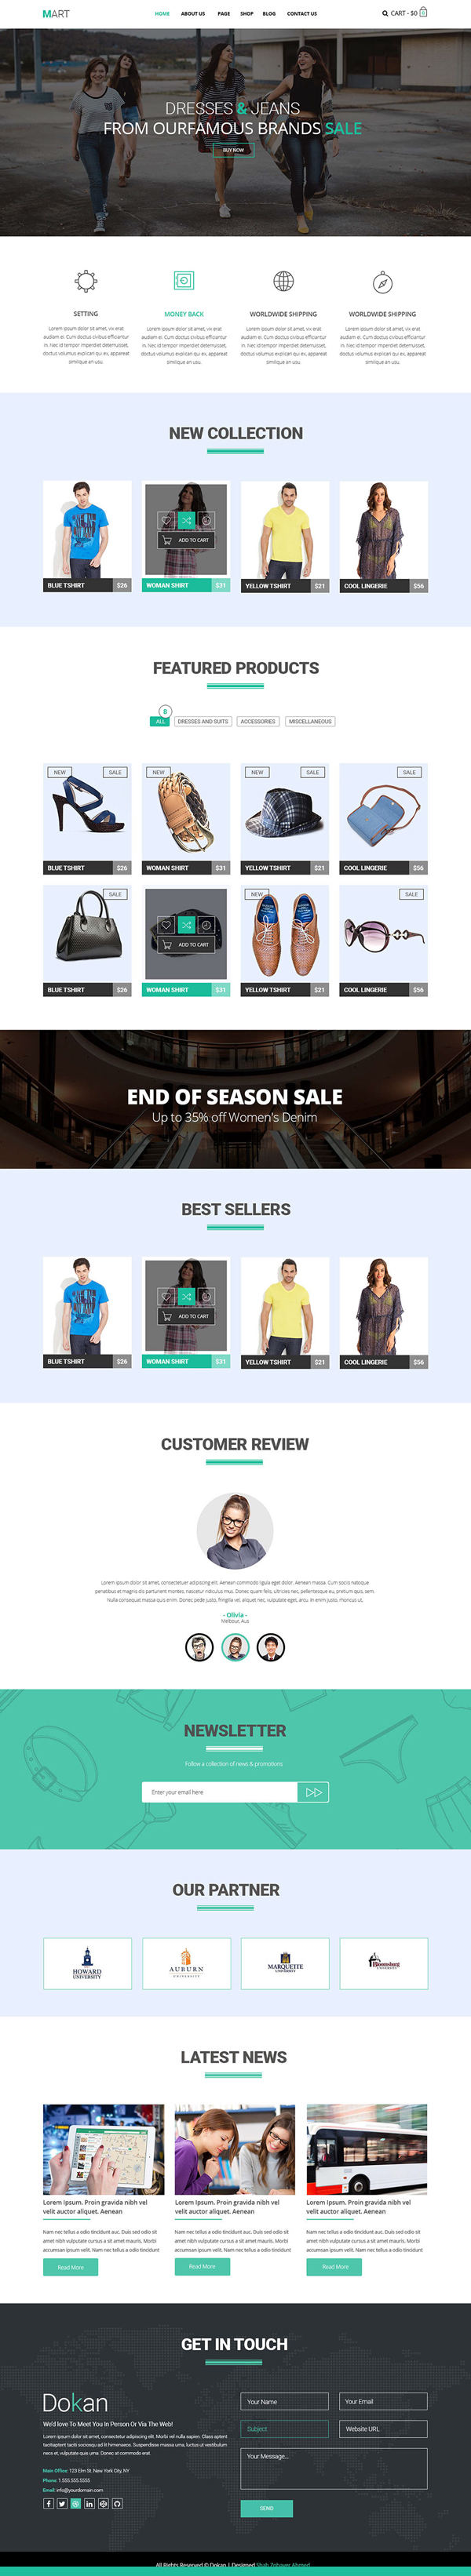 MART
HOME ABOUT US PAGE SHOP BLOG CONTACT US
CART - $0 0
DRESSES & JEANS
FROM OURFAMOUS BRANDS SALE
BUY NOW
SETTING
Lorem ipsum dolor sit amet, vix erat
audiam ei. Cum doctus civibus efficiantur
in. Nec id tempor imperdiet deterruisset,
doctus volumus explicari qui ex, appareat
similique an usu.
MONEY BACK
Lorem ipsum dolor sit amet, vix erat
audiam ei. Cum doctus civibus efficiantur
in. Nec id tempor imperdiet deterruisset,
doctus volumus explicari qui ex, appareat
similique an usu.
WORLDWIDE SHIPPING
Lorem ipsum dolor sit amet, vix erat
audiam ei. Cum doctus civibus efficiantur
in. Nec id tempor imperdiet deterruisset,
doctus volumus explicari qui ex, appareat
similique an usu.
WORLDWIDE SHIPPING
Lorem ipsum dolor sit amet, vix erat
audiam ei. Cum doctus civibus efficiantur
in. Nec id tempor imperdiet deterruisset,
doctus volumus explicari qui ex, appareat
similique an usu.
NEW COLLECTION
ADD TO CART
BLUE TSHIRT $26
WOMAN SHIRT $31
YELLOW TSHIRT $21
COOL LINGERIE $56
FEATURED PRODUCTS
8
ALL DRESSES AND SUITS ACCESSORIES MISCELLANEOUS
NEW SALE
NEW
NEW SALE
SALE
BLUE TSHIRT $26
WOMAN SHIRT $31
YELLOW TSHIRT $21
COOL LINGERIE $56
SALE
NEW
SALE
ADD TO CART
BLUE TSHIRT $26
WOMAN SHIRT $31
YELLOW TSHIRT $21
COOL LINGERIE $56
END OF SEASON SALE
Up to 35% off Women's Denim
BEST SELLERS
ADD TO CART
BLUE TSHIRT $26
WOMAN SHIRT $31
YELLOW TSHIRT $21
COOL LINGERIE $56
CUSTOMER REVIEW
Lorem ipsum dolor sit amet, consectetuer adipiscing elit. Aenean commodo ligula eget dolor. Aenean massa. Cum sociis natoque
penatibus et magnis dis parturient montes, nascetur ridiculus mus. Donec quam felis, ultricies nec, pellentesque eu, pretium quis, sem.
Nulla consequat massa quis enim. Donec pede justo, fringilla vel, aliquet nec, vulputate eget, arcu. In enim justo, rhoncus ut.
- Olivia -
Melbour, Aus
NEWSLETTER
Follow a collection of news & promotions
Enter your email here
OUR PARTNER
HOWARD
UNIVERSITY
AUBURN
UNIVERSITY
MARQUETTE
UNIVERSITY
Bloomsburg
UNIVERSITY
LATEST NEWS
Lorem Ipsum. Proin gravida nibh vel
velit auctor aliquet. Aenean
Nam nec tellus a odio tincidunt auc. Duis sed odio sit
amet nibh vulputate cursus a sit amet mauris. Morbi
accumsan ipsum velit. Nam nec tellus a odio tincidunt
Read More
Lorem Ipsum. Proin gravida nibh vel
velit auctor aliquet. Aenean
Nam nec tellus a odio tincidunt auc. Duis sed odio sit
amet nibh vulputate cursus a sit amet mauris. Morbi
accumsan ipsum velit. Nam nec tellus a odio tincidunt
Read More
Lorem Ipsum. Proin gravida nibh vel
velit auctor aliquet. Aenean
Nam nec tellus a odio tincidunt auc. Duis sed odio sit
amet nibh vulputate cursus a sit amet mauris. Morbi
accumsan ipsum velit. Nam nec tellus a odio tincidunt
Read More
GET IN TOUCH
Dokan
We'd love To Meet You In Person Or Via The Web!
Lorem ipsum dolor sit amet, consectetur adipiscing elit. Morbi vel nulla sapien. Class aptent
taciti aptent taciti sociosqu ad lit himenaeos. Suspendisse massa urna, luctus ut vestibulum
necs et, vulputate quis urna. Donec at commodo erat.
Main Office: 123 Elm St. New York City, NY
Phone: 1.555.555.5555
Email: info@yourdomain.com
Your Name
Your Email
Subject
Website URL
Your Message...
SEND
All Rights Reserved © Dokan | Designed Shah Zobayer Ahmed